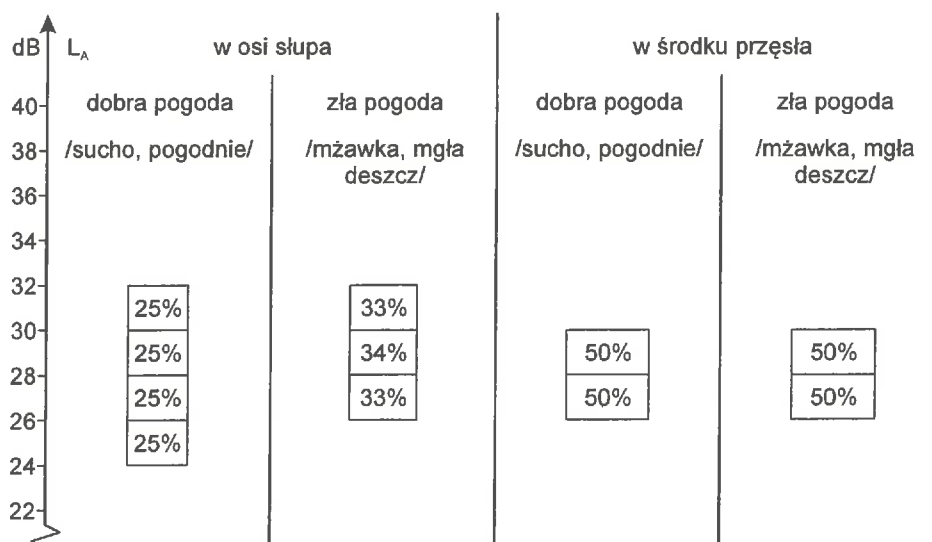 dB L_A w osi słupa w środku przęsła
40 dobra pogoda zła pogoda dobra pogoda zła pogoda
38 /sucho, pogodnie/ /mżawka, mgła /sucho, pogodnie/ /mżawka, mgła
deszcz/ deszcz/
36
34
32
25% 33%
30
25% 34% 50% 50%
28
25% 33% 50% 50%
26
25%
24
22